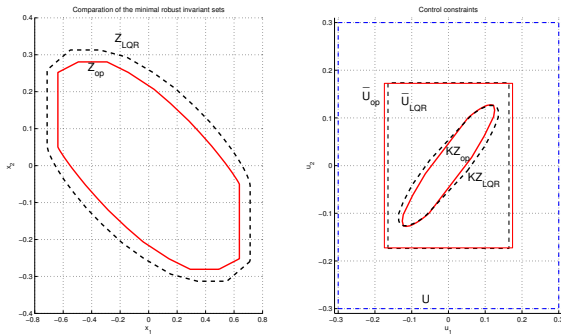 Comparation of the minimal robust invariant sets
0.4
0.3
0.2
0.1
0
−0.1
−0.2
−0.3
−0.4
x_2
Z_LQR
Z_op
−0.8
−0.6
−0.4
−0.2
0
0.2
0.4
0.6
0.8
x_1
Control constraints
0.3
0.2
0.1
0
−0.1
−0.2
−0.3
u_2
U̅_op
U̅_LQR
KZ_op
KZ_LQR
U
−0.3
−0.2
−0.1
0
0.1
0.2
0.3
u_1